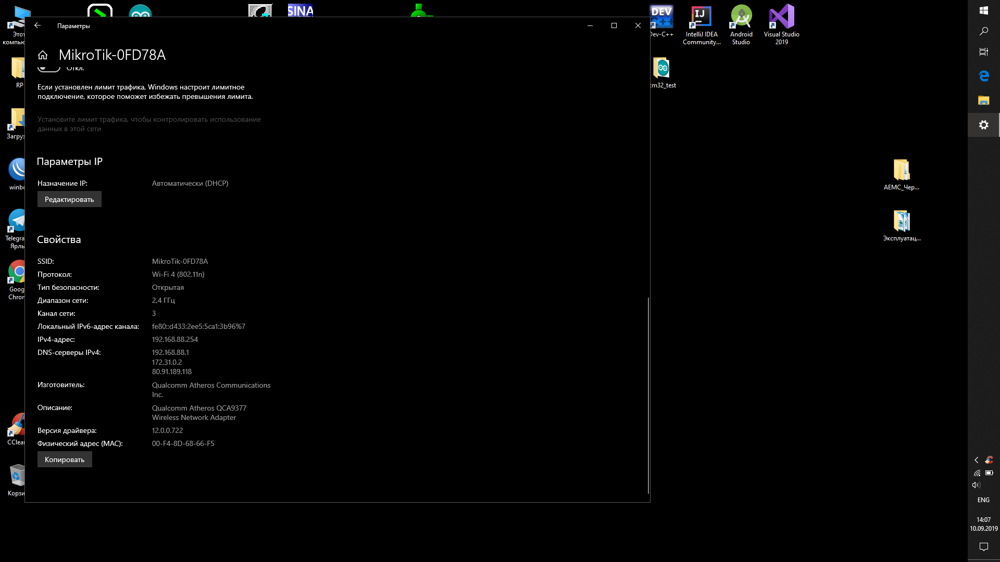 Параметры
MikroTik-0FD78A
Откл.
Если установлен лимит трафика, Windows настроит лимитное
подключение, которое поможет избежать превышения лимита.
Установите лимит трафика, чтобы контролировать использование
данных в этой сети
Параметры IP
Назначение IP: Автоматически (DHCP)
Редактировать
Свойства
SSID: MikroTik-0FD78A
Протокол: Wi-Fi 4 (802.11n)
Тип безопасности: Открытая
Диапазон сети: 2,4 ГГц
Канал сети: 3
Локальный IPv6-адрес канала: fe80::d433:2ee5:5ca1:3b96%7
IPv4-адрес: 192.168.88.254
DNS-серверы IPv4: 192.168.88.1
172.31.0.2
80.91.189.118
Изготовитель: Qualcomm Atheros Communications
Inc.
Описание: Qualcomm Atheros QCA9377
Wireless Network Adapter
Версия драйвера: 12.0.0.722
Физический адрес (MAC): 00-F4-8D-68-66-F5
Копировать
Этот
компью
RP
Загруз
winbo
Telegra
Ярлы
Goog
Chron
CClea
Корзи
SINA
DEV
C++
Dev-C++
IJ
IntelliJ IDEA
Community...
Android
Studio
Visual Studio
2019
tm32_test
АЕМС_Чер...
Эксплуатац...
ENG
14:07
10.09.2019